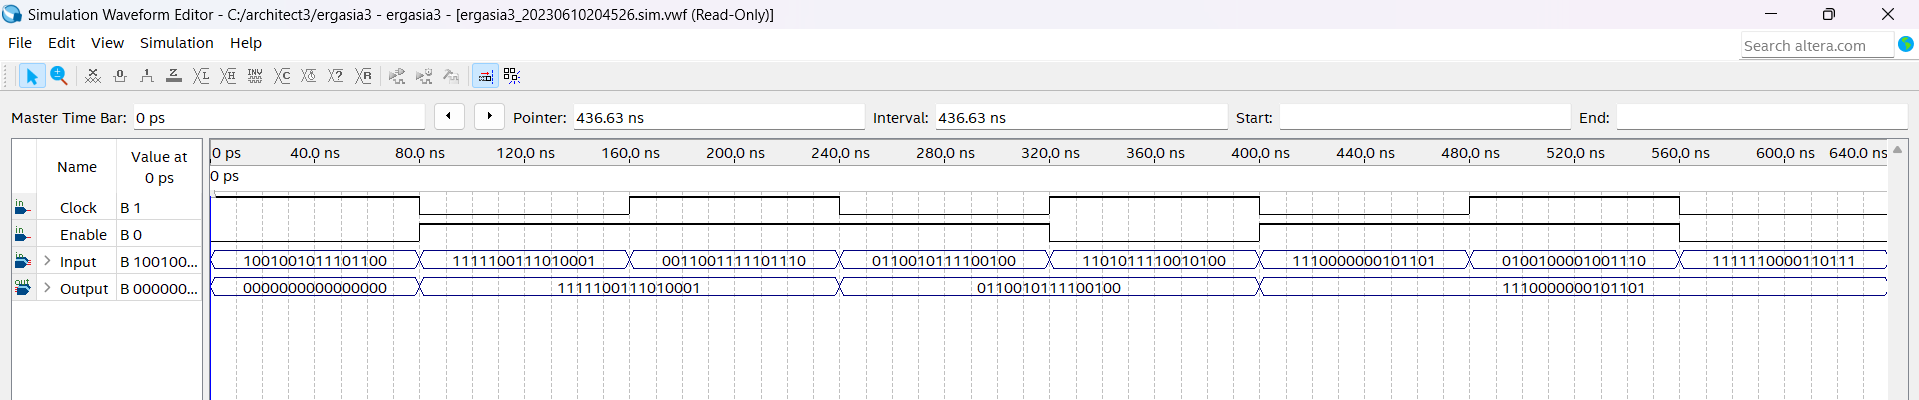 Simulation Waveform Editor - C:/architect3/ergasia3 - ergasia3 - [ergasia3_20230610204526.sim.vwf (Read-Only)]
File Edit View Simulation Help
Search altera.com
Master Time Bar: 0 ps Pointer: 436.63 ns Interval: 436.63 ns Start: End:
Name Value at 0 ps
0 ps 40.0 ns 80.0 ns 120.0 ns 160.0 ns 200.0 ns 240.0 ns 280.0 ns 320.0 ns 360.0 ns 400.0 ns 440.0 ns 480.0 ns 520.0 ns 560.0 ns 600.0 ns 640.0 ns
0 ps
in Clock B 1
in Enable B 0
in Input B 100100... 1001001011101100 1111100111010001 0011001111101110 0110010111100100 1101011110010100 1110000000101101 0100100001001110 1111110000110111
out Output B 000000... 0000000000000000 1111100111010001 0110010111100100 1110000000101101